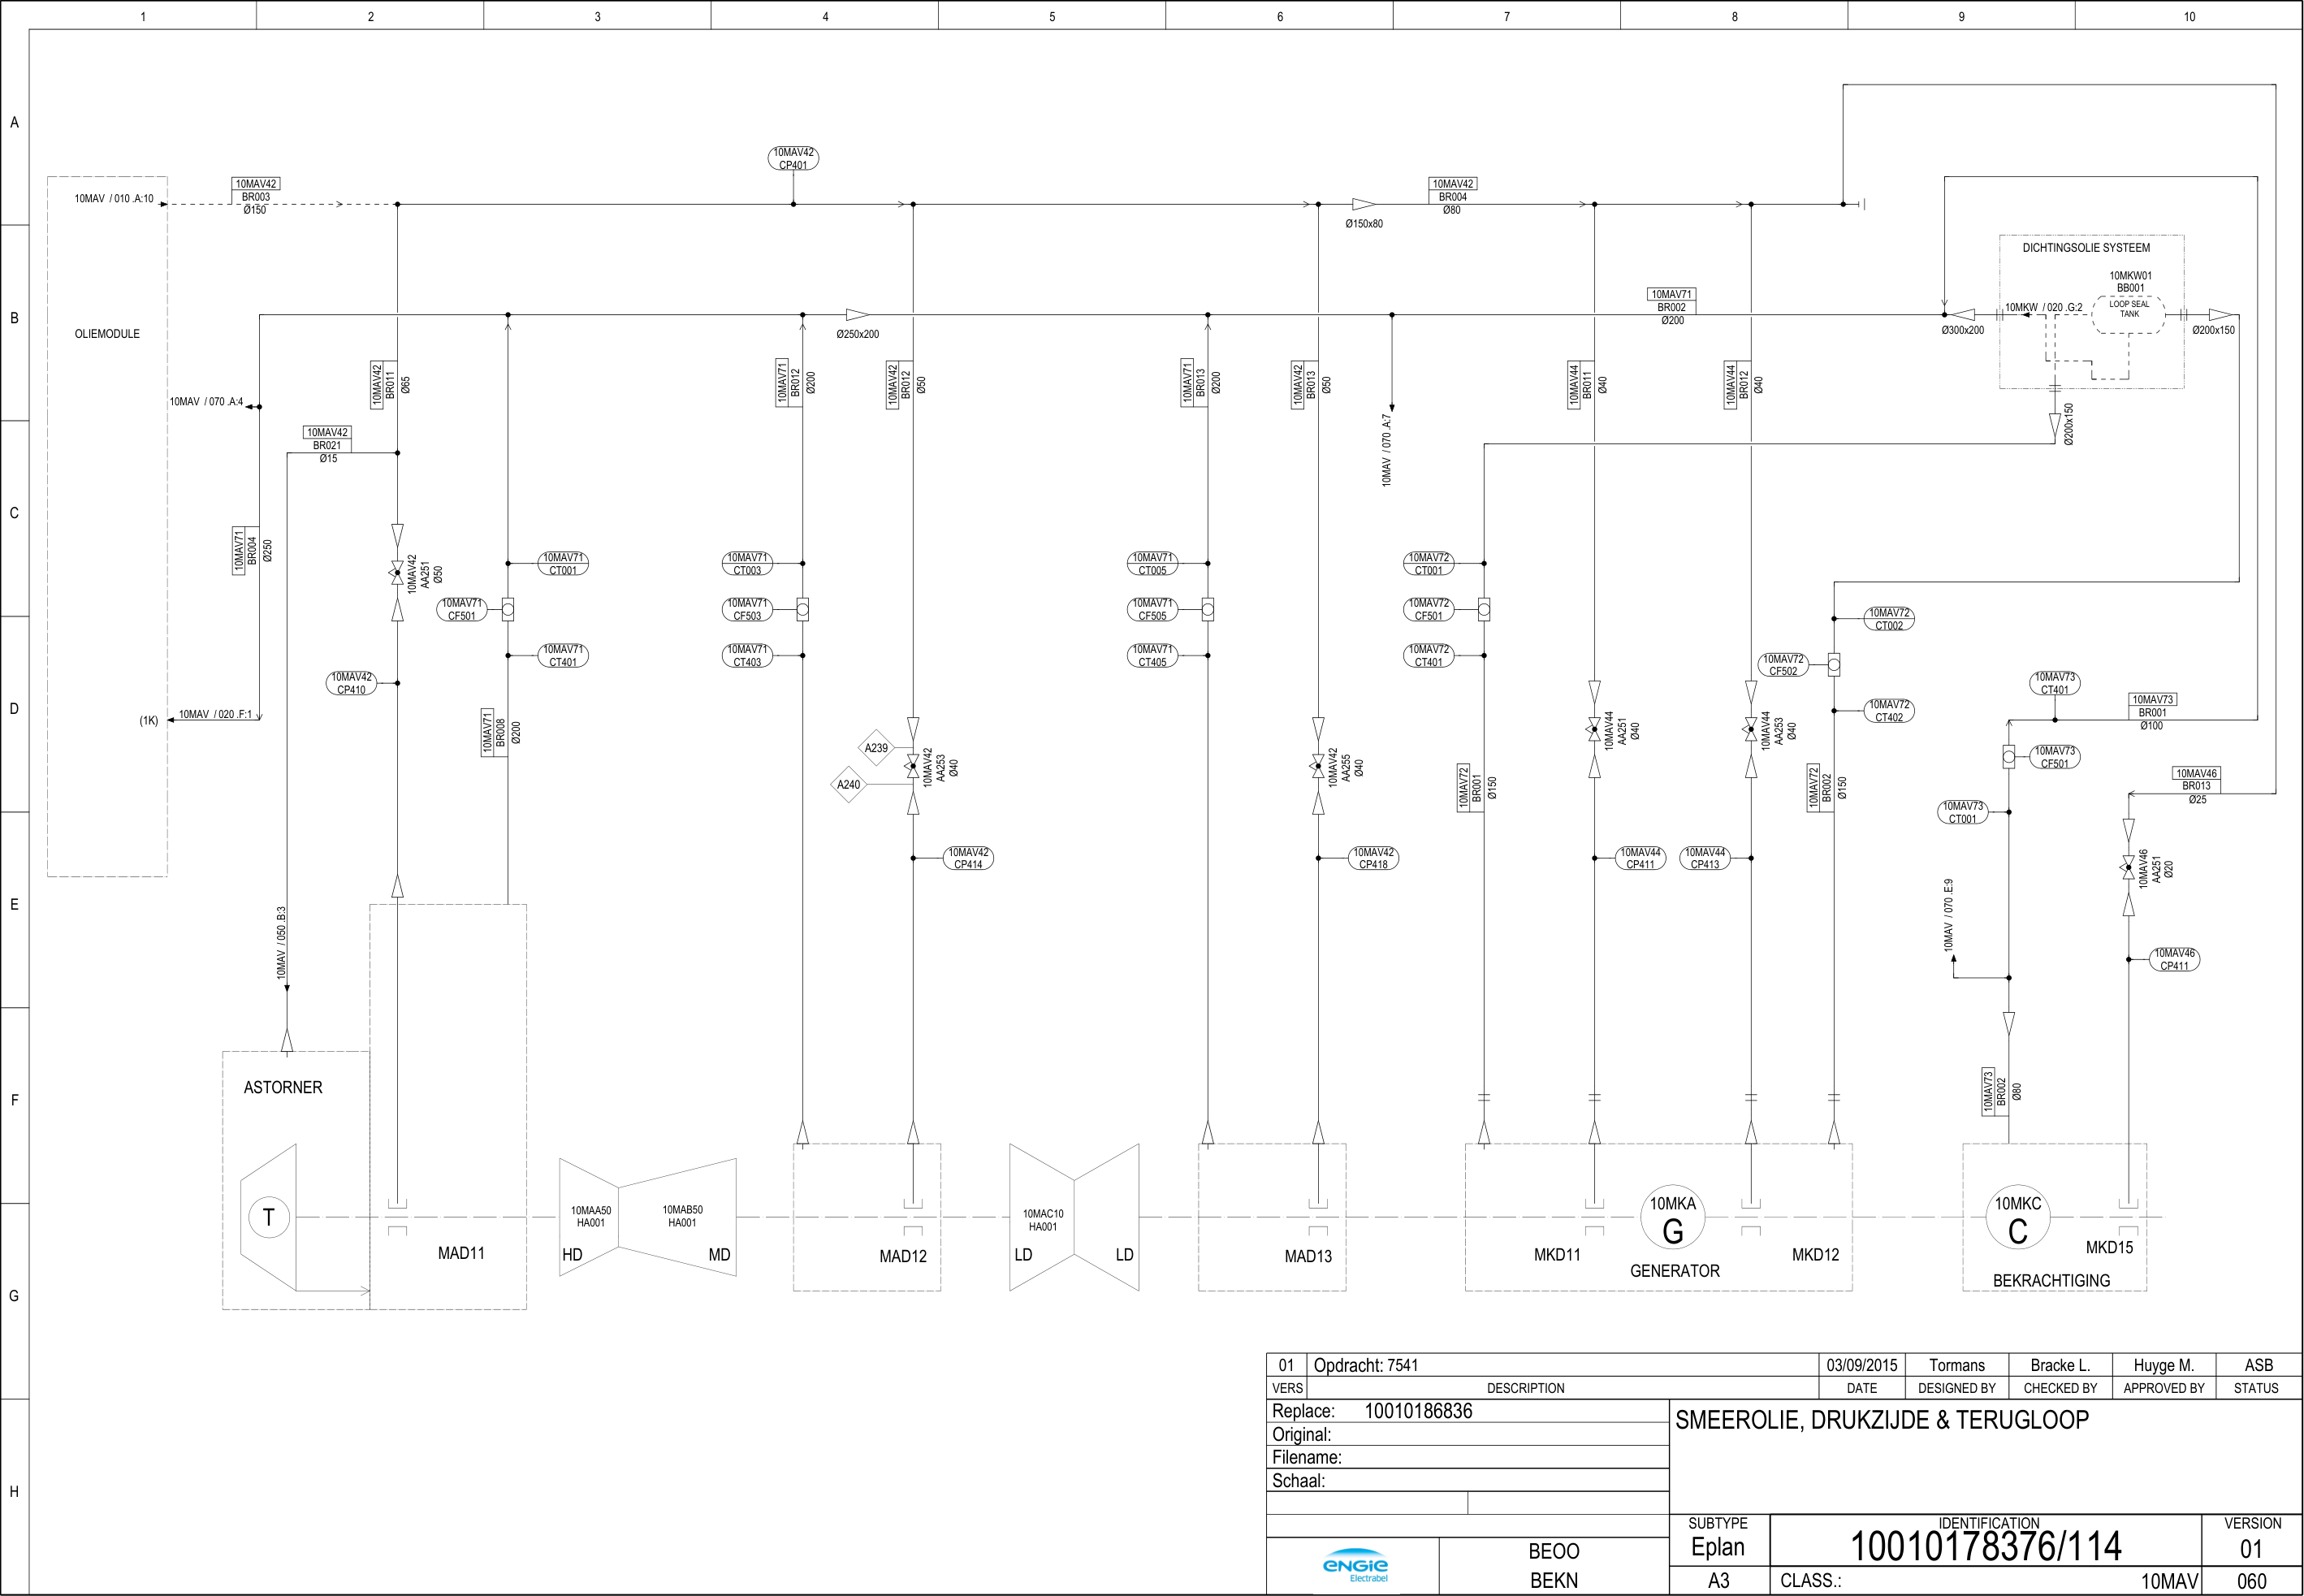 1 2 3 4 5 6 7 8 9 10
A
B
C
D
E
F
G
H
10MAV42
CP401
10MAV / 010 .A:10
10MAV42
BR003
Ø150
10MAV42
BR004
Ø80
Ø150x80
DICHTINGSOLIE SYSTEEM
10MKW01
BB001
LOOP SEAL
TANK
10MKW / 020 .G:2
Ø300x200
Ø200x150
Ø200x150
10MAV71
BR002
Ø200
OLIEMODULE
Ø250x200
10MAV / 070 .A:4
10MAV42
BR011
Ø65
10MAV71
BR012
Ø200
10MAV42
BR012
Ø50
10MAV71
BR013
Ø200
10MAV42
BR013
Ø50
10MAV / 070 .A:7
10MAV44
BR011
Ø40
10MAV44
BR012
Ø40
10MAV42
BR021
Ø15
10MAV71
BR004
Ø250
10MAV42
AA251
Ø50
10MAV71
CT001
10MAV71
CF501
10MAV71
CT401
10MAV71
CT003
10MAV71
CF503
10MAV71
CT403
10MAV71
CT005
10MAV71
CF505
10MAV71
CT405
10MAV72
CT001
10MAV72
CF501
10MAV72
CT401
10MAV72
CT002
10MAV72
CF502
10MAV72
CT402
10MAV42
CP410
(1K)
10MAV / 020 .F:1
10MAV71
BR008
Ø200
A239
A240
10MAV42
AA253
Ø40
10MAV42
AA255
Ø40
10MAV72
BR001
Ø150
10MAV44
AA251
Ø40
10MAV44
AA253
Ø40
10MAV72
BR002
Ø150
10MAV73
CT401
10MAV73
BR001
Ø100
10MAV73
CF501
10MAV46
BR013
Ø25
10MAV73
CT001
10MAV42
CP414
10MAV42
CP418
10MAV44
CP411
10MAV44
CP413
10MAV46
AA251
Ø20
10MAV / 050 .B:3
10MAV / 070 .E:9
10MAV46
CP411
10MAV73
BR002
Ø80
ASTORNER
T
MAD11
10MAA50
HA001
10MAB50
HA001
HD
MD
MAD12
10MAC10
HA001
LD
LD
MAD13
MKD11
10MKA
G
MKD12
GENERATOR
10MKC
C
MKD15
BEKRACHTIGING
01 Opdracht: 7541 03/09/2015 Tormans Bracke L. Huyge M. ASB
VERS DESCRIPTION DATE DESIGNED BY CHECKED BY APPROVED BY STATUS
Replace: 10010186836
Original:
Filename:
Schaal:
SMEEROLIE, DRUKZIJDE & TERUGLOOP
ENGIE
Electrabel
BEOO
BEKN
SUBTYPE
Eplan
A3
IDENTIFICATION
10010178376/114
CLASS.: 10MAV
VERSION
01
060